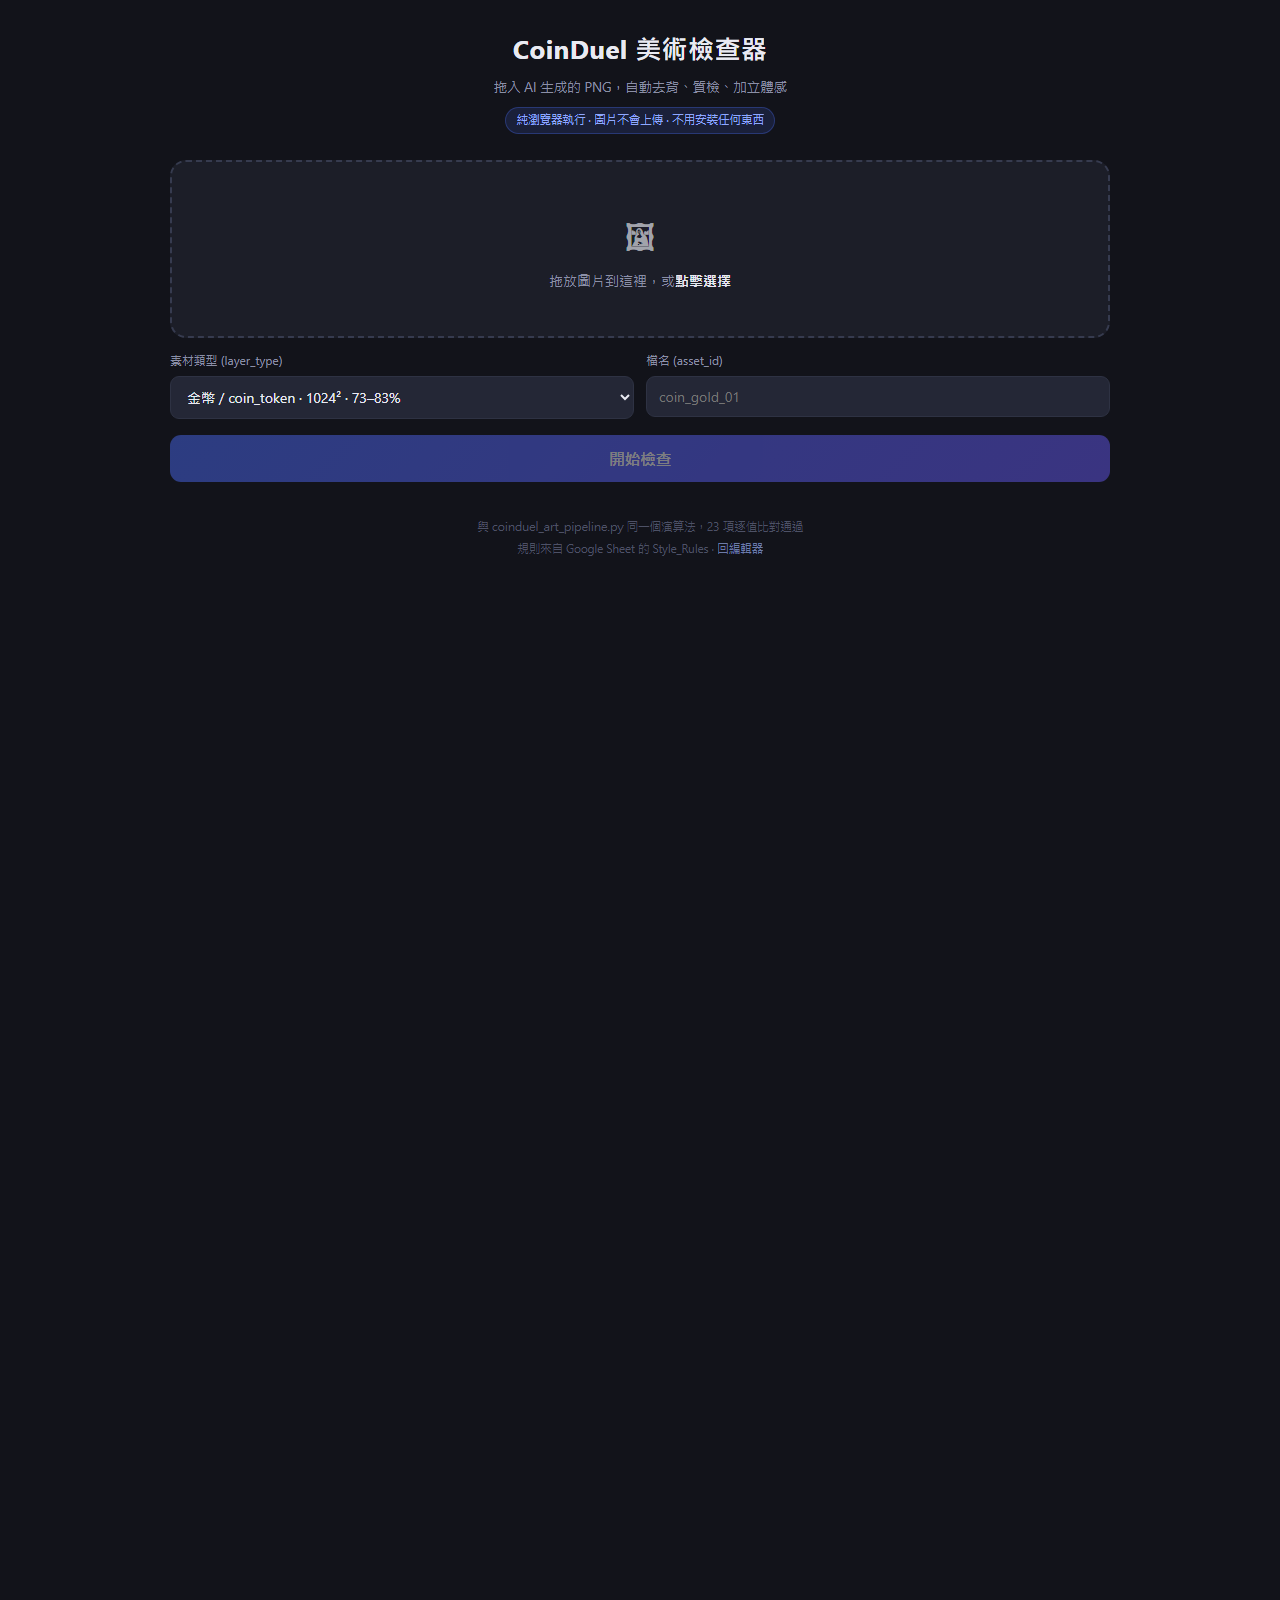 CoinDuel 美術檢查器
拖入 AI 生成的 PNG，自動去背、質檢、加立體感
純瀏覽器執行 · 圖片不會上傳 · 不用安裝任何東西
拖放圖片到這裡，或點擊選擇
素材類型 (layer_type)
檔名 (asset_id)
金幣 / coin_token · 1024² · 73–83%
coin_gold_01
開始檢查
與 coinduel_art_pipeline.py 同一個演算法，23 項逐值比對通過
規則來自 Google Sheet 的 Style_Rules · 回編輯器